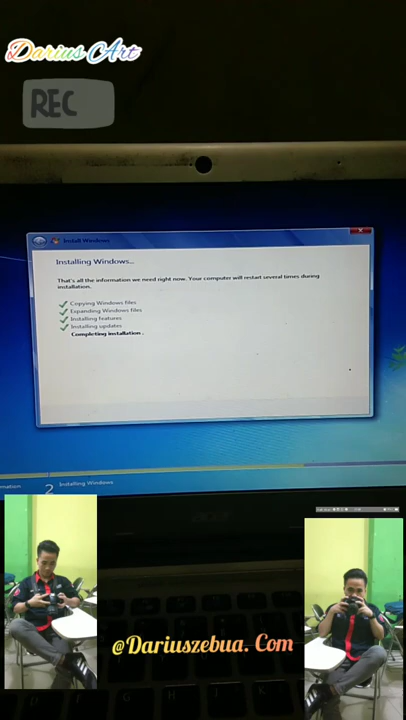 Darius Art
REC
Install Windows
Installing Windows...
That's all the information we need right now. Your computer will restart several times during
installation.
Copying Windows files
Expanding Windows files
Installing features
Installing updates
Completing installation .
2 Installing Windows
acer
@Dariuszebua. Com